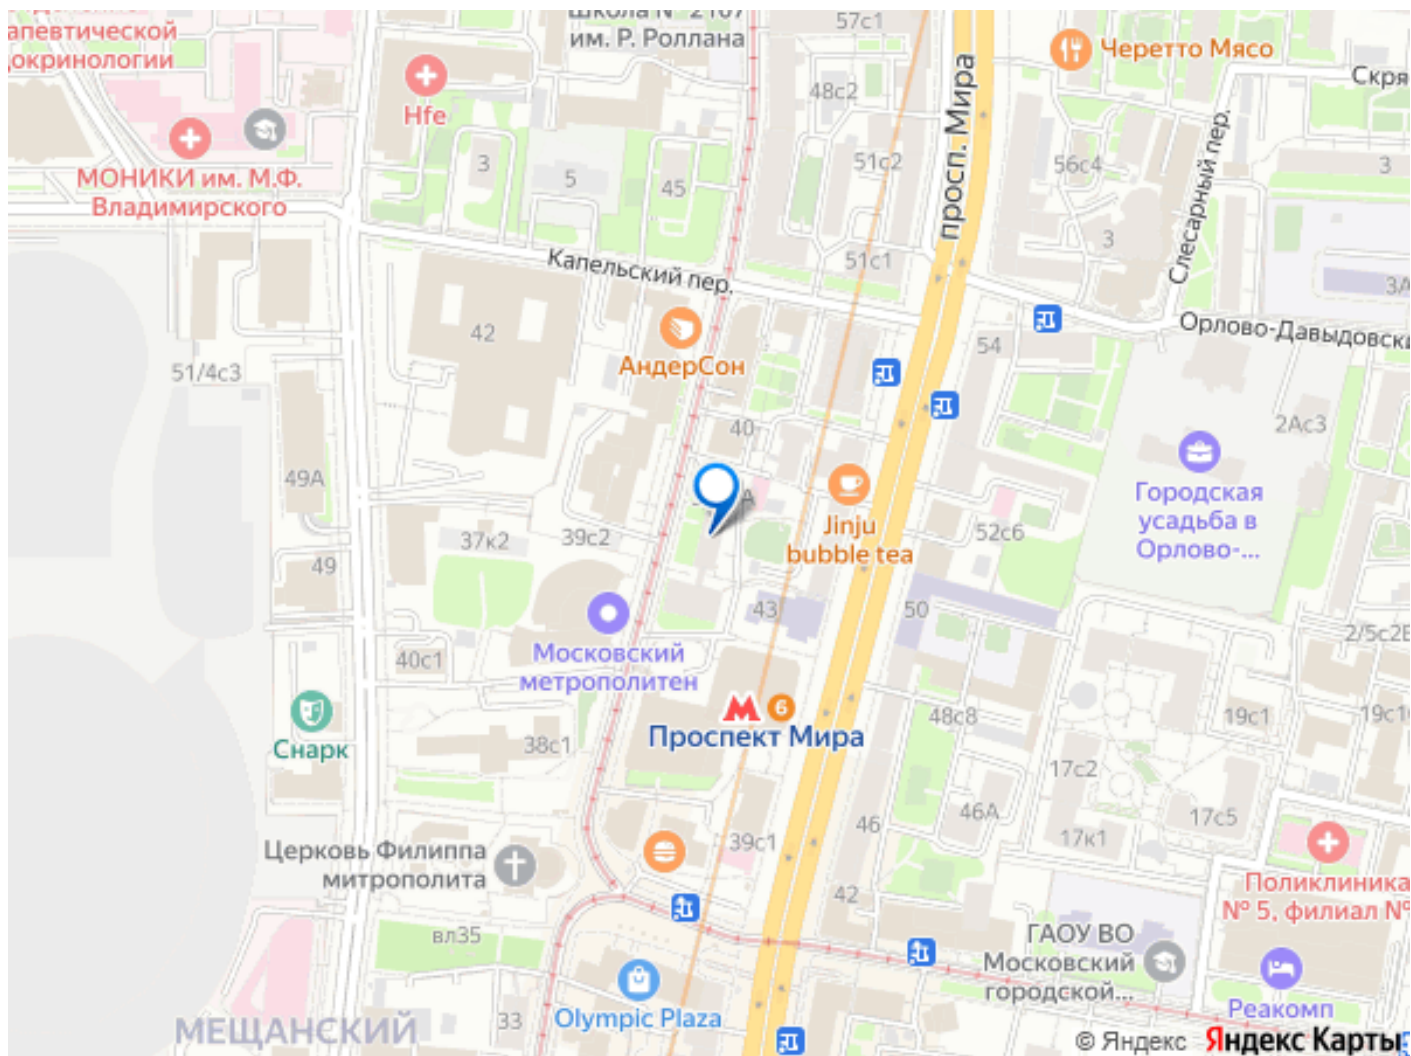 апевтической
окринологии
им. Р. Роллана
57с1
Черетто Мясо
Скря
48с2
просп. Мира
Слесарный пер.
Hfe
МОНИКИ им. М.Ф.
Владимирского
3
5
45
51с2
56с4
3
3
51с1
3/А
Капельский пер.
42
АндерСон
54
Орлово-Давыдовски
51/4с3
40
2Ас3
49А
А
Городская
усадьба в
Орлово-...
Jinju
bubble tea
52с6
37к2
39с2
49
43
50
2/5с2Б
Московский
метрополитен
40с1
6
Проспект Мира
Снарк
38с1
48с8
19с1
19с1
17с2
46А
17с5
46
17к1
39с1
Церковь Филиппа
митрополита
42
Поликлиника
№ 5, филиал №
вл35
ГАОУ ВО
Московский
городской...
Olympic Plaza
33
Реакомп
МЕЩАНСКИЙ
© Яндекс Яндекс Карты